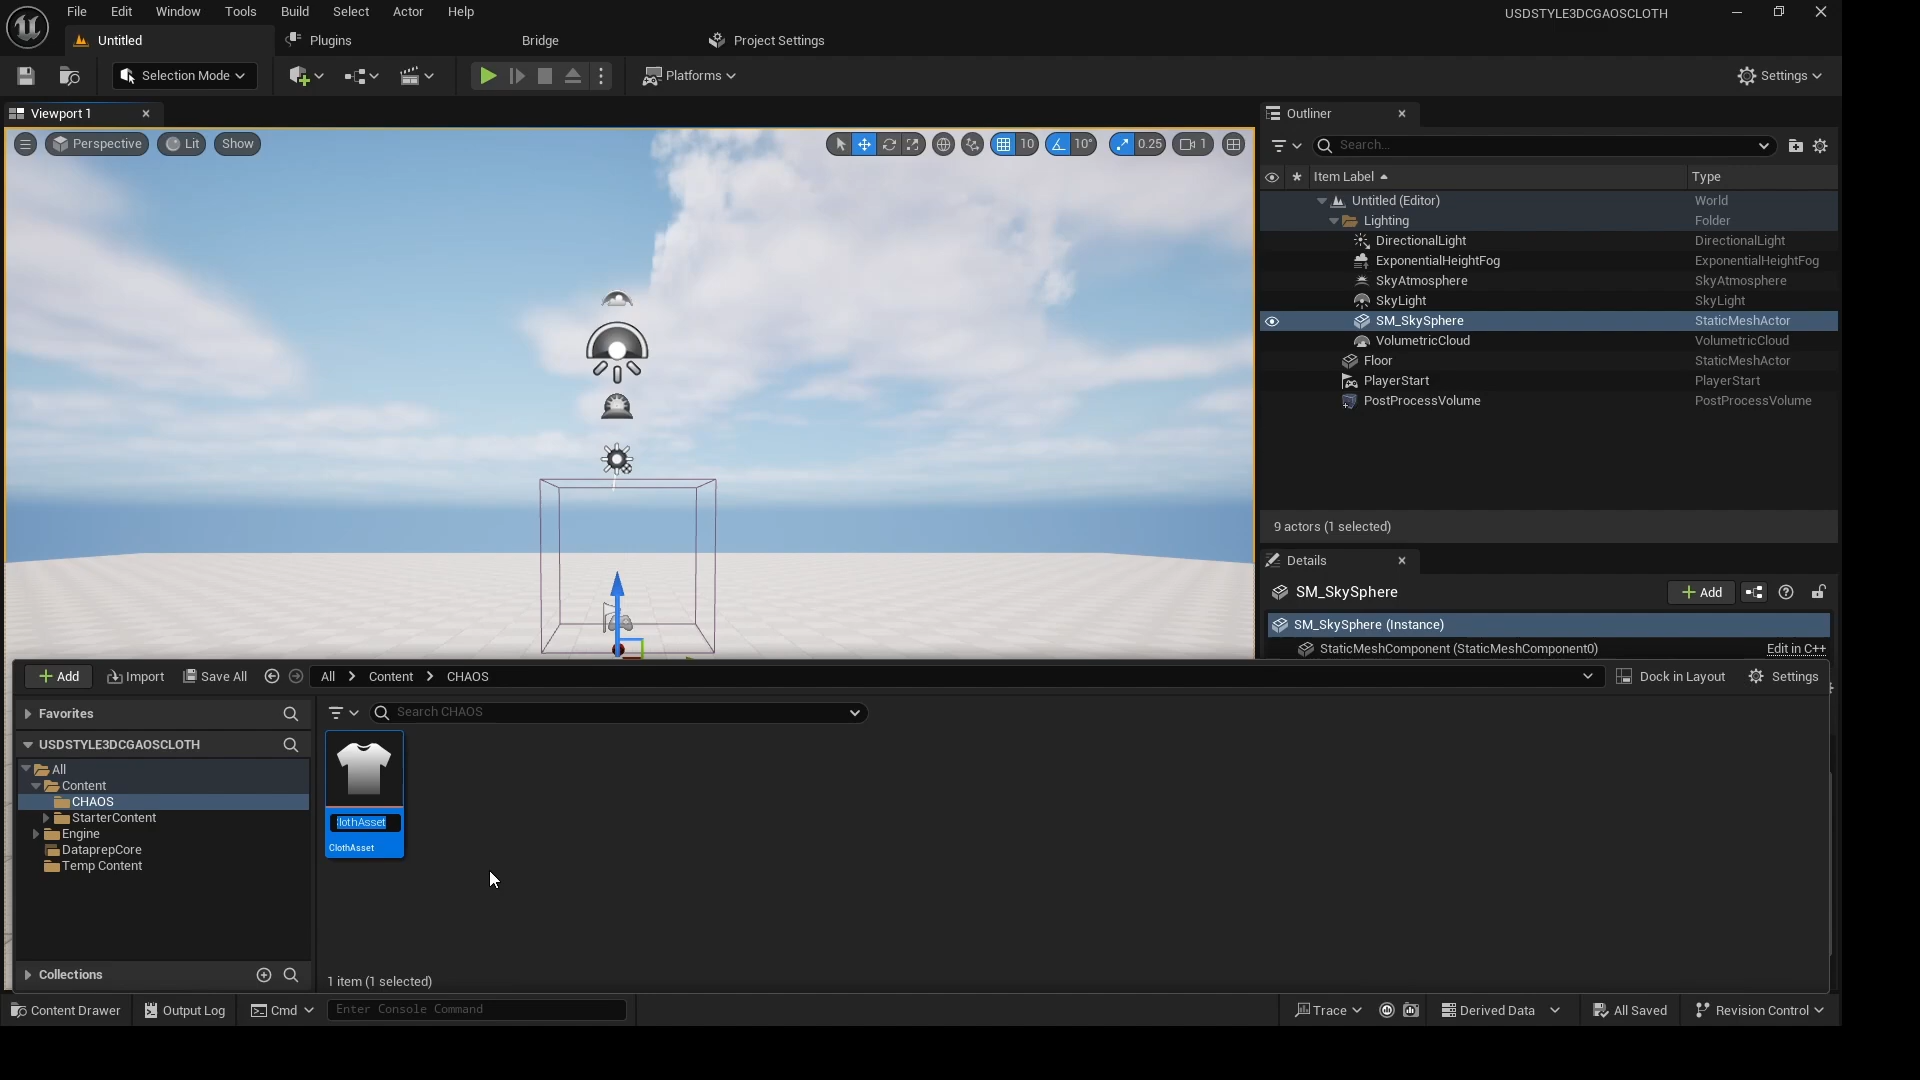 File Edit Window Tools Build Select Actor Help
USDSTYLE3DCGAOSCLOTH
Untitled
Plugins
Bridge
Project Settings
Selection Mode
Platforms
Settings
Viewport 1
Perspective
Lit
Show
10
10°
0.25
1
Outliner
Search...
Item Label
Type
Untitled (Editor) World
Lighting Folder
DirectionalLight DirectionalLight
ExponentialHeightFog ExponentialHeightFog
SkyAtmosphere SkyAtmosphere
SkyLight SkyLight
SM_SkySphere StaticMeshActor
VolumetricCloud VolumetricCloud
Floor StaticMeshActor
PlayerStart PlayerStart
PostProcessVolume PostProcessVolume
9 actors (1 selected)
Details
SM_SkySphere
Add
SM_SkySphere (Instance)
StaticMeshComponent (StaticMeshComponent0) Edit in C++
Add
Import
Save All
All > Content > CHAOS
Dock in Layout
Settings
Favorites
Search CHAOS
USDSTYLE3DCGAOSCLOTH
All
Content
CHAOS
StarterContent
Engine
DataprepCore
Temp Content
ClothAsset
ClothAsset
Collections
1 item (1 selected)
Content Drawer
Output Log
Cmd
Enter Console Command
Trace
Derived Data
All Saved
Revision Control